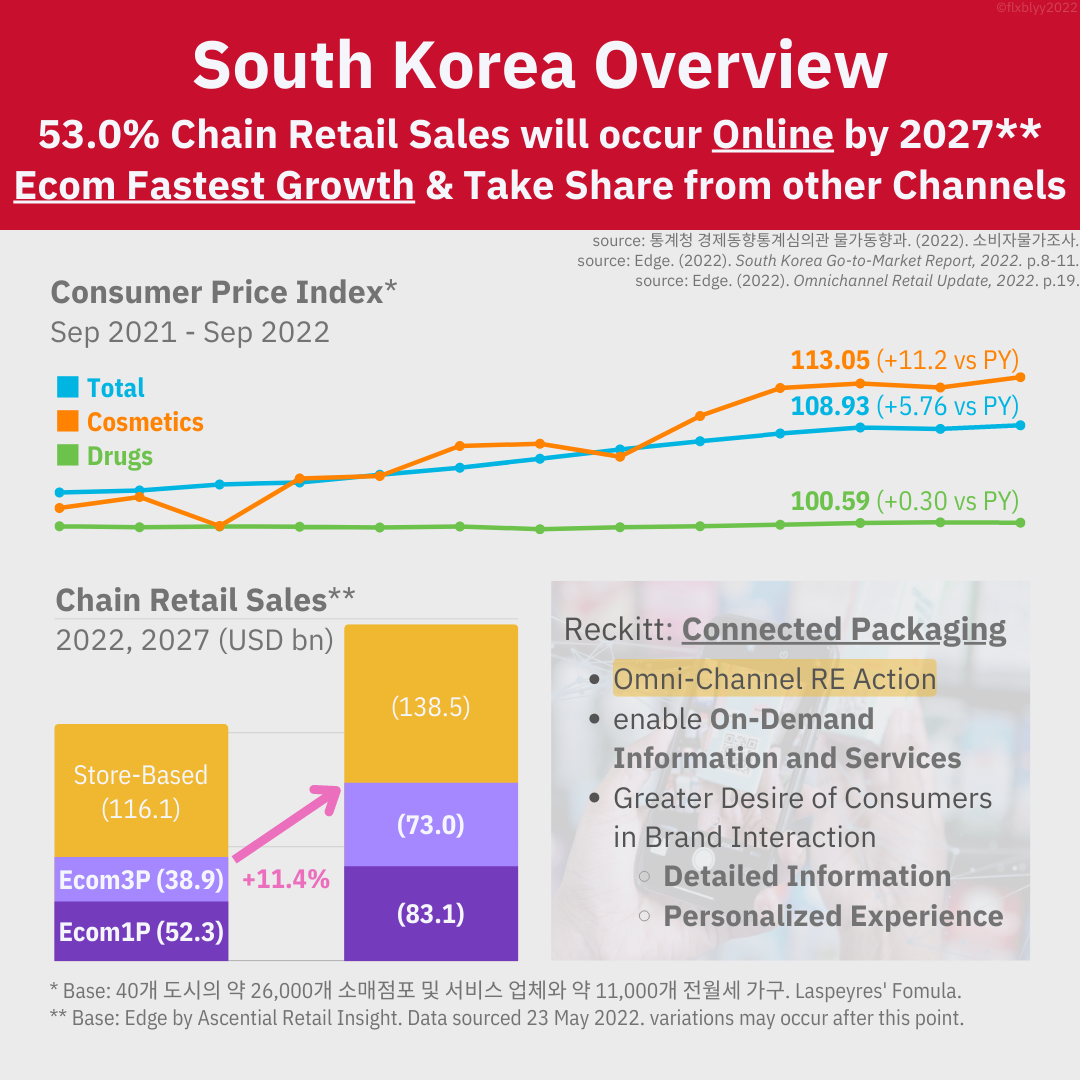 ©flxblyy2022
South Korea Overview
53.0% Chain Retail Sales will occur Online by 2027**
Ecom Fastest Growth & Take Share from other Channels
source: 통계청 경제동향통계심의관 물가동향과. (2022). 소비자물가조사.
source: Edge. (2022). South Korea Go-to-Market Report, 2022. p.8-11.
source: Edge. (2022). Omnichannel Retail Update, 2022. p.19.
Consumer Price Index*
Sep 2021 - Sep 2022
Total
Cosmetics
Drugs
113.05 (+11.2 vs PY)
108.93 (+5.76 vs PY)
100.59 (+0.30 vs PY)
Chain Retail Sales**
2022, 2027 (USD bn)
Store-Based
(116.1)
Ecom3P (38.9)
Ecom1P (52.3)
+11.4%
(138.5)
(73.0)
(83.1)
Reckitt: Connected Packaging
• Omni-Channel RE Action
• enable On-Demand
Information and Services
• Greater Desire of Consumers
in Brand Interaction
○ Detailed Information
○ Personalized Experience
* Base: 40개 도시의 약 26,000개 소매점포 및 서비스 업체와 약 11,000개 전월세 가구. Laspeyres' Fomula.
** Base: Edge by Ascential Retail Insight. Data sourced 23 May 2022. variations may occur after this point.